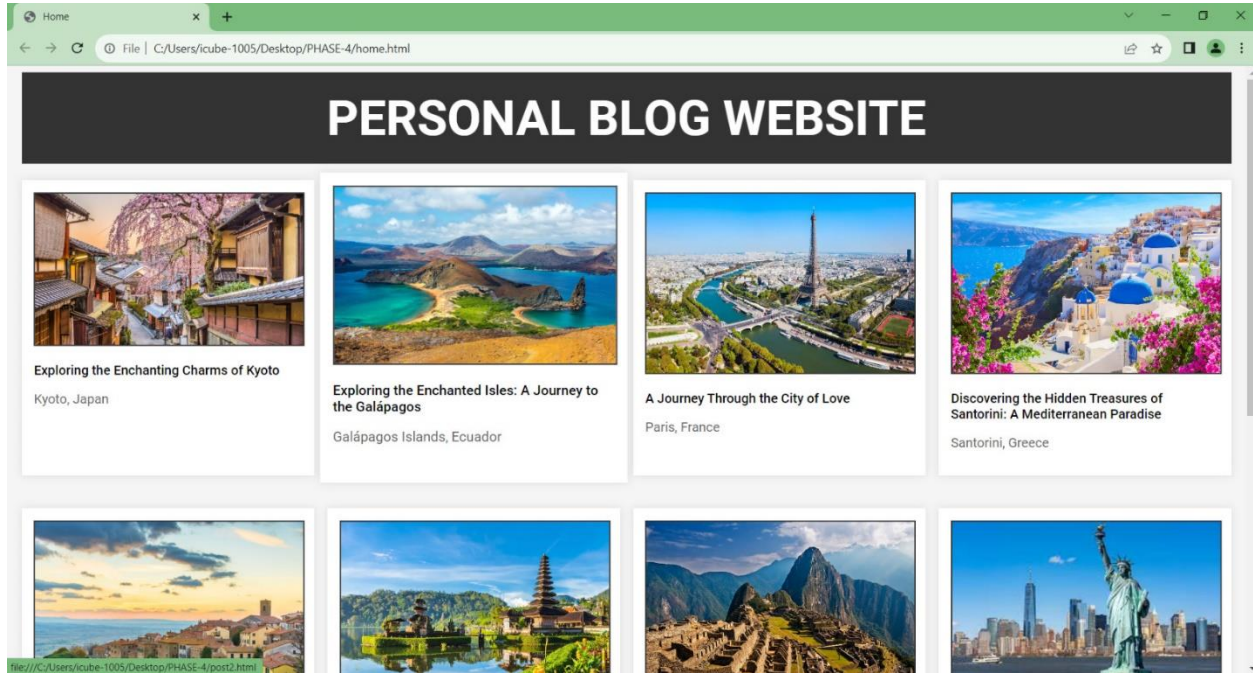 Home
File | C:/Users/icube-1005/Desktop/PHASE-4/home.html
PERSONAL BLOG WEBSITE
Exploring the Enchanting Charms of Kyoto
Kyoto, Japan
Exploring the Enchanted Isles: A Journey to
the Galápagos
Galápagos Islands, Ecuador
A Journey Through the City of Love
Paris, France
Discovering the Hidden Treasures of
Santorini: A Mediterranean Paradise
Santorini, Greece
file:///C:/Users/icube-1005/Desktop/PHASE-4/post2.html